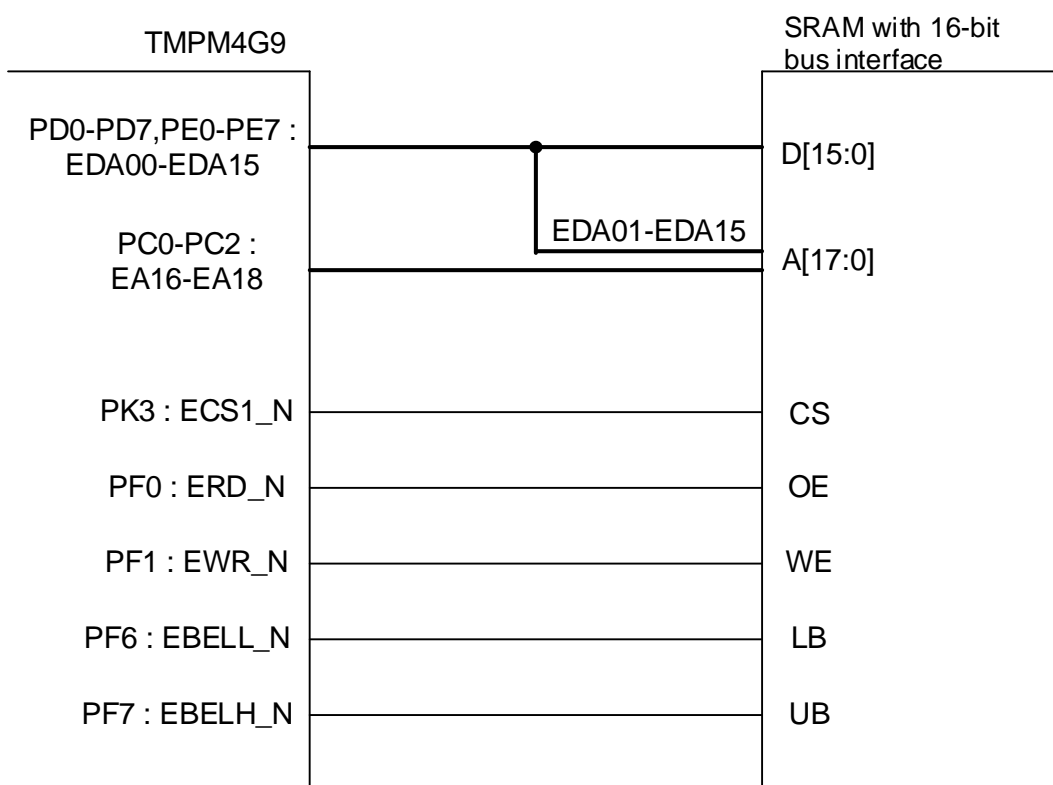 TMPM4G9
SRAM with 16-bit
bus interface
PD0-PD7,PE0-PE7 :
EDA00-EDA15
D[15:0]
EDA01-EDA15
PC0-PC2 :
EA16-EA18
A[17:0]
PK3 : ECS1_N
CS
PF0 : ERD_N
OE
PF1 : EWR_N
WE
PF6 : EBELL_N
LB
PF7 : EBELH_N
UB